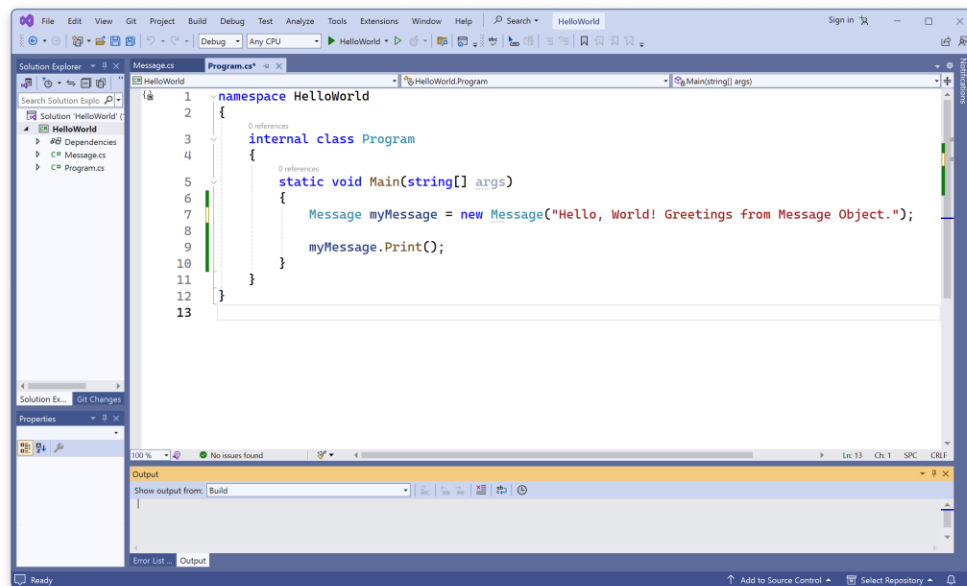 File Edit View Git Project Build Debug Test Analyze Tools Extensions Window Help Search HelloWorld Sign in
Debug Any CPU HelloWorld
Solution Explorer
Search Solution Explo
Solution 'HelloWorld' (
HelloWorld
Dependencies
C# Message.cs
C# Program.cs
Solution Ex... Git Changes
Properties
Message.cs Program.cs*
C# HelloWorld HelloWorld.Program Main(string[] args)
1 namespace HelloWorld
2 {
0 references
3 internal class Program
4 {
0 references
5 static void Main(string[] args)
6 {
7 Message myMessage = new Message("Hello, World! Greetings from Message Object.");
8
9 myMessage.Print();
10 }
11 }
12 }
13
100 % No issues found Ln: 13 Ch: 1 SPC CRLF
Output
Show output from: Build
Error List ... Output
Notifications
Ready Add to Source Control Select Repository